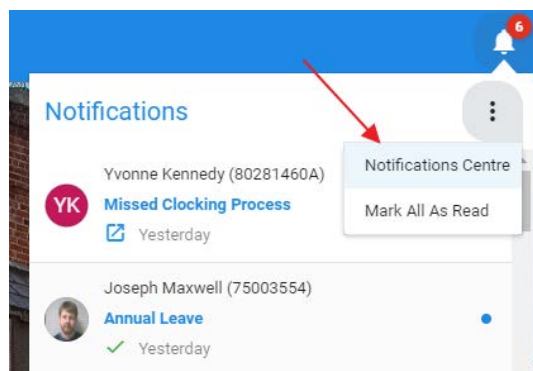 6
Notifications
Notifications Centre
Mark All As Read
Yvonne Kennedy (80281460A)
YK
Missed Clocking Process
Yesterday
Joseph Maxwell (75003554)
Annual Leave
Yesterday